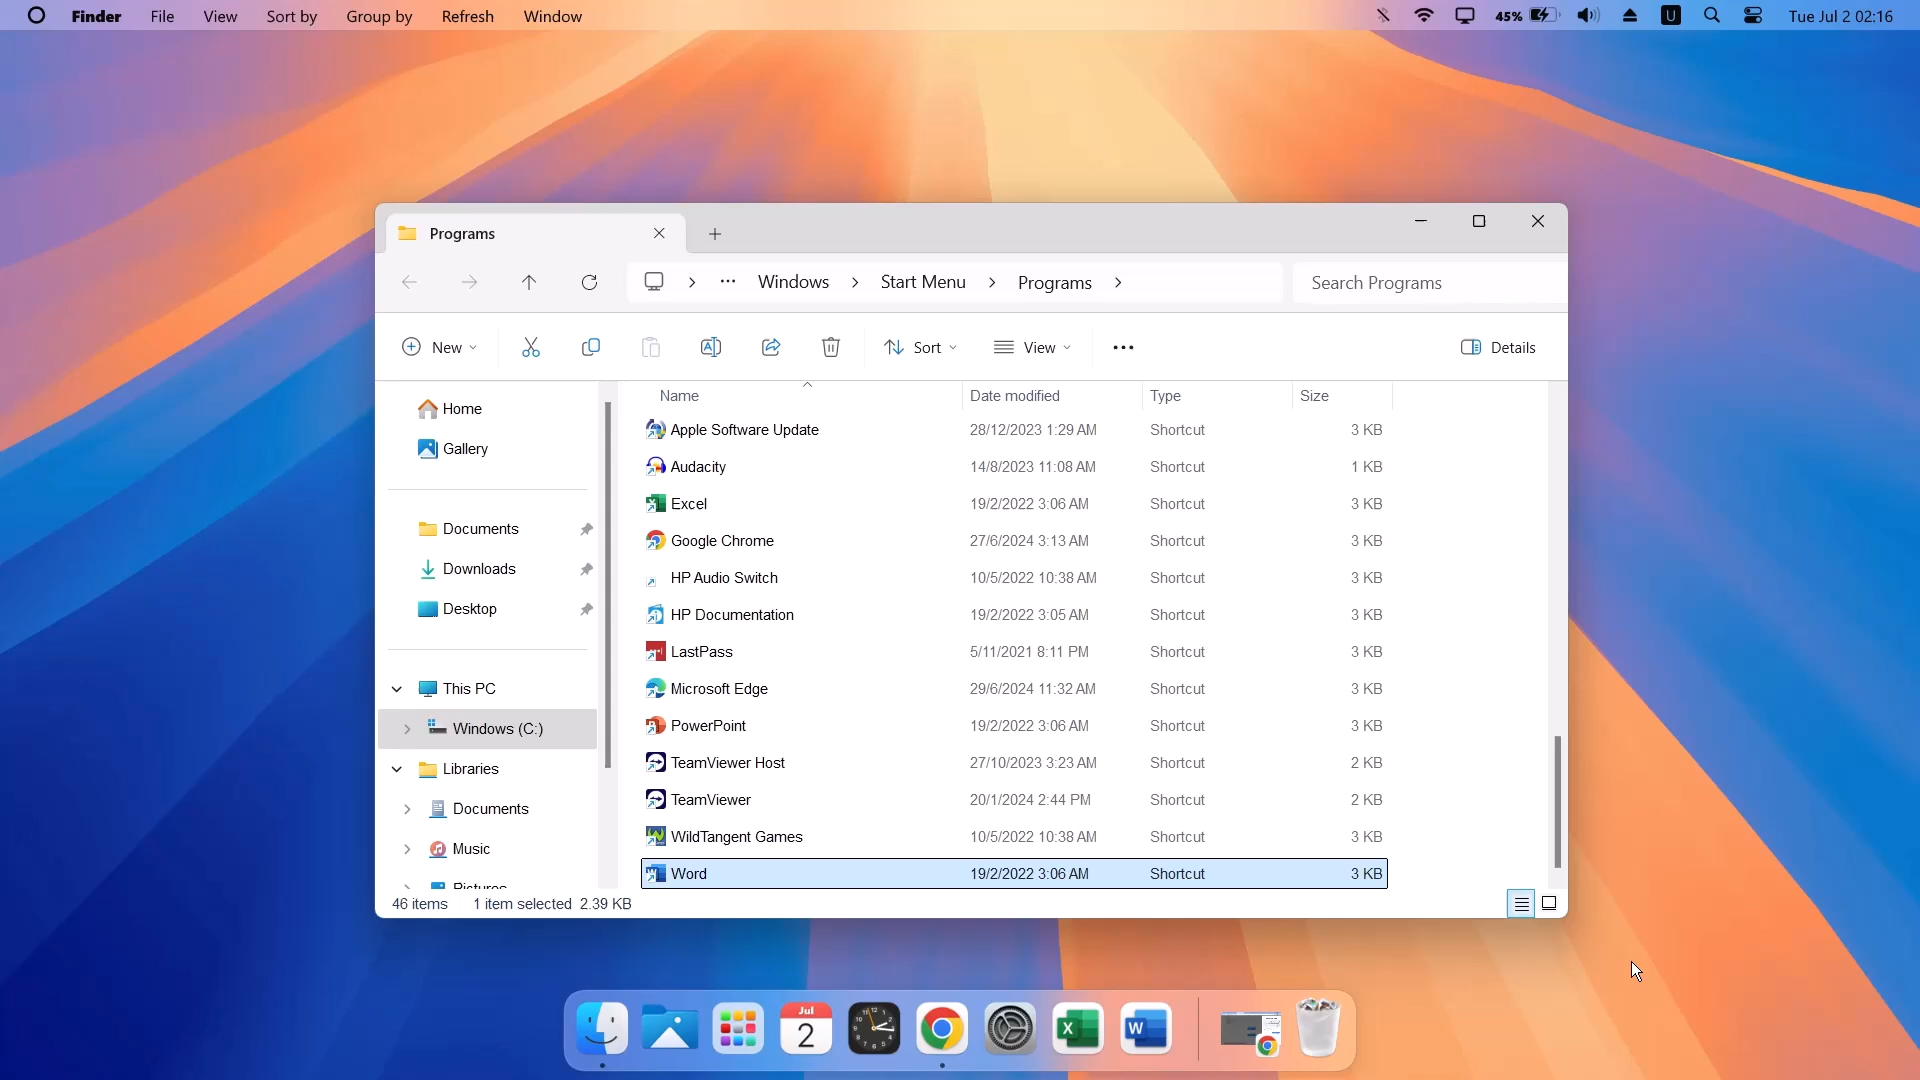 Finder File View Sort by Group by Refresh Window 45% U Tue Jul 2 02:16
Programs
Windows Start Menu Programs Search Programs
New Sort View Details
Name Date modified Type Size
Home
Gallery
Documents
Downloads
Desktop
This PC
Windows (C:)
Libraries
Documents
Music
Pictures
Apple Software Update 28/12/2023 1:29 AM Shortcut 3 KB
Audacity 14/8/2023 11:08 AM Shortcut 1 KB
Excel 19/2/2022 3:06 AM Shortcut 3 KB
Google Chrome 27/6/2024 3:13 AM Shortcut 3 KB
HP Audio Switch 10/5/2022 10:38 AM Shortcut 3 KB
HP Documentation 19/2/2022 3:05 AM Shortcut 3 KB
LastPass 5/11/2021 8:11 PM Shortcut 3 KB
Microsoft Edge 29/6/2024 11:32 AM Shortcut 3 KB
PowerPoint 19/2/2022 3:06 AM Shortcut 3 KB
TeamViewer Host 27/10/2023 3:23 AM Shortcut 2 KB
TeamViewer 20/1/2024 2:44 PM Shortcut 2 KB
WildTangent Games 10/5/2022 10:38 AM Shortcut 3 KB
Word 19/2/2022 3:06 AM Shortcut 3 KB
46 items 1 item selected 2.39 KB
Jul
2
X
W